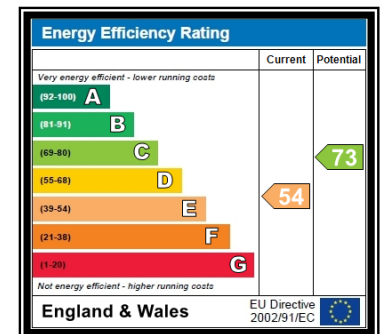 Energy Efficiency Rating
Current Potential
Very energy efficient - lower running costs
(92-100) A
(81-91) B
(69-80) C
73
(55-68) D
(39-54) E
54
(21-38) F
(1-20) G
Not energy efficient - higher running costs
England & Wales
EU Directive
2002/91/EC